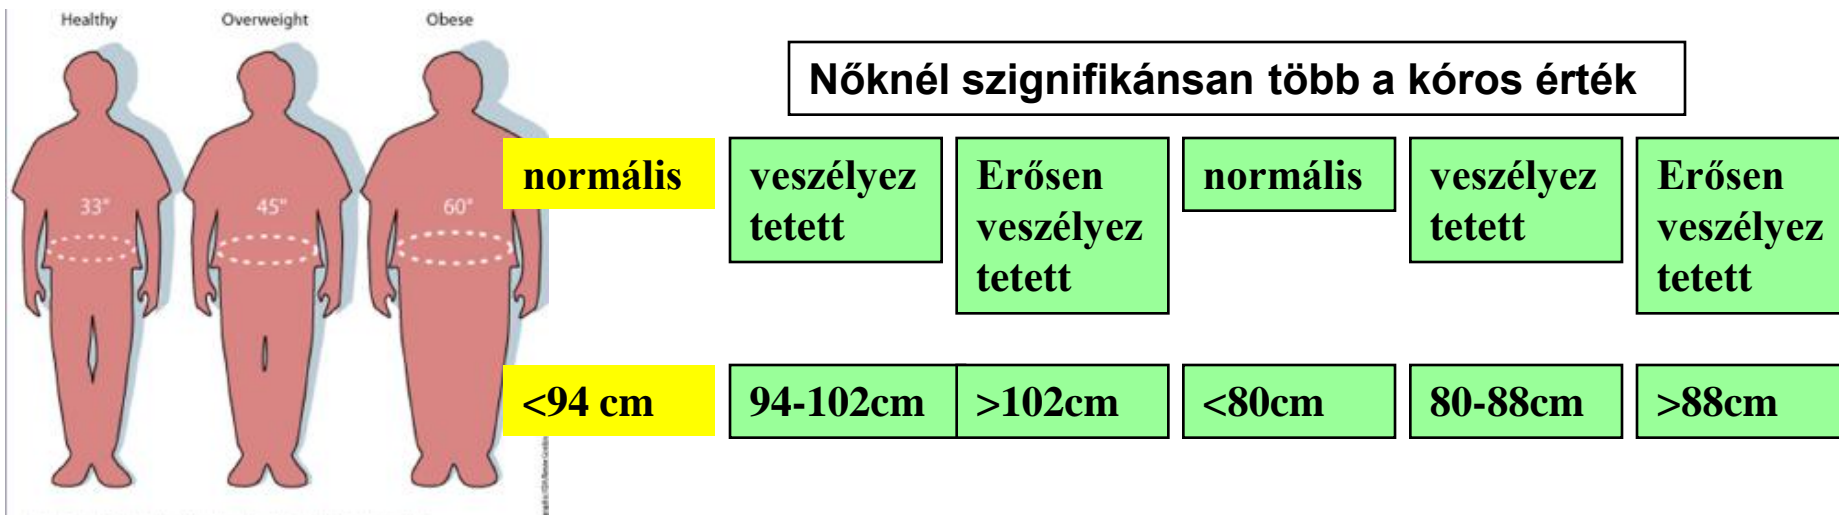 Healthy
Overweight
Obese
33"
45"
60"
Nőknél szignifikánsan több a kóros érték
normális
veszélyez
tetett
Erősen
veszélyez
tetett
normális
veszélyez
tetett
Erősen
veszélyez
tetett
<94 cm
94-102cm
>102cm
<80cm
80-88cm
>88cm